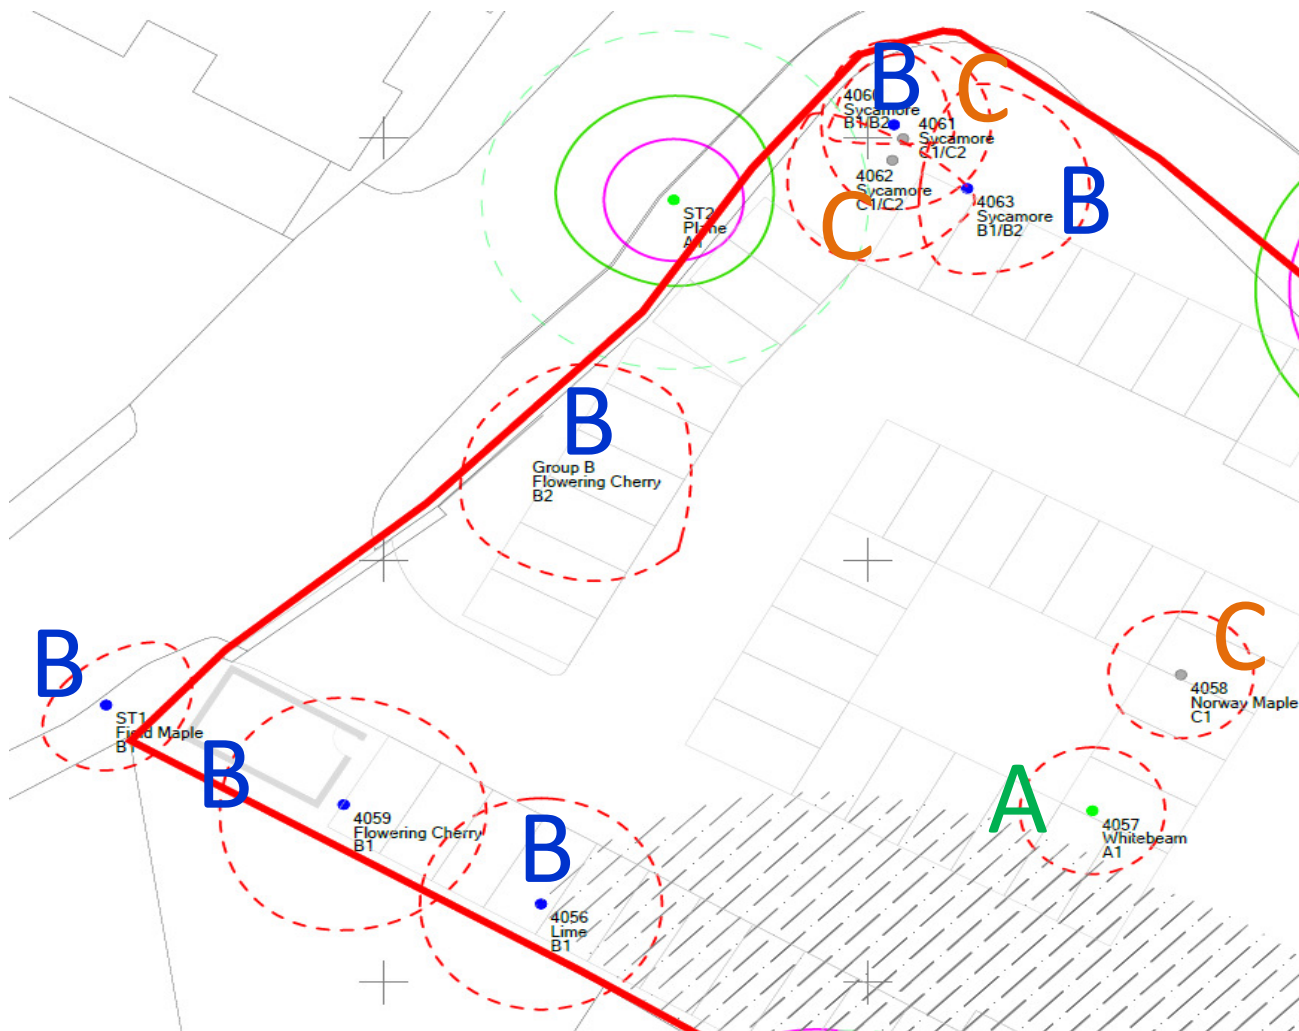 B
C
4060
Sycamore
B1/B2
4061
Sycamore
C1/C2
4062
Sycamore
C1/C2
C
4063
Sycamore
B1/B2
B
ST2
Plane
A1
B
Group B
Flowering Cherry
B2
B
ST1
Field Maple
B1
B
4059
Flowering Cherry
B1
B
4056
Lime
B1
C
4058
Norway Maple
C1
A
4057
Whitebeam
A1